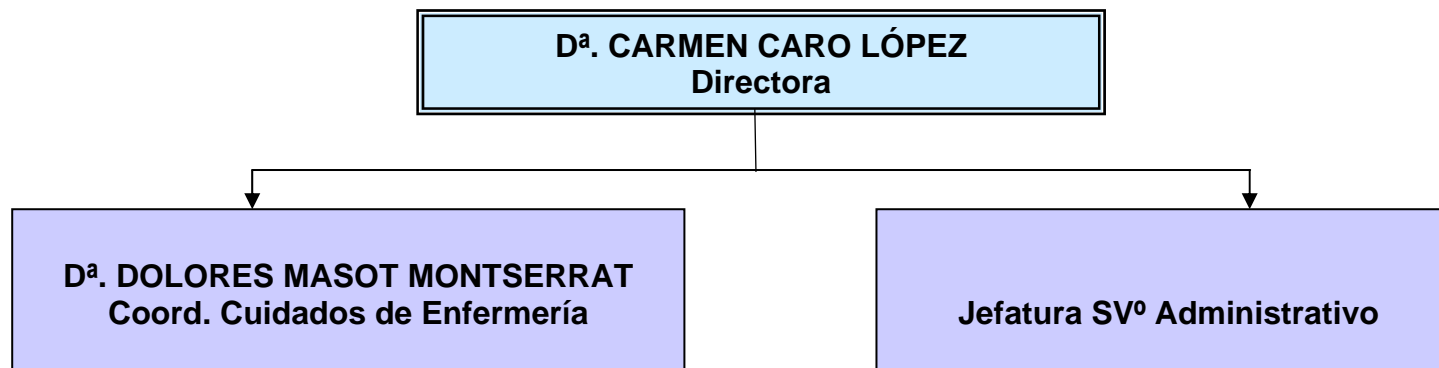 Dª. CARMEN CARO LÓPEZ
Directora
Dª. DOLORES MASOT MONTSERRAT
Coord. Cuidados de Enfermería
Jefatura SVº Administrativo